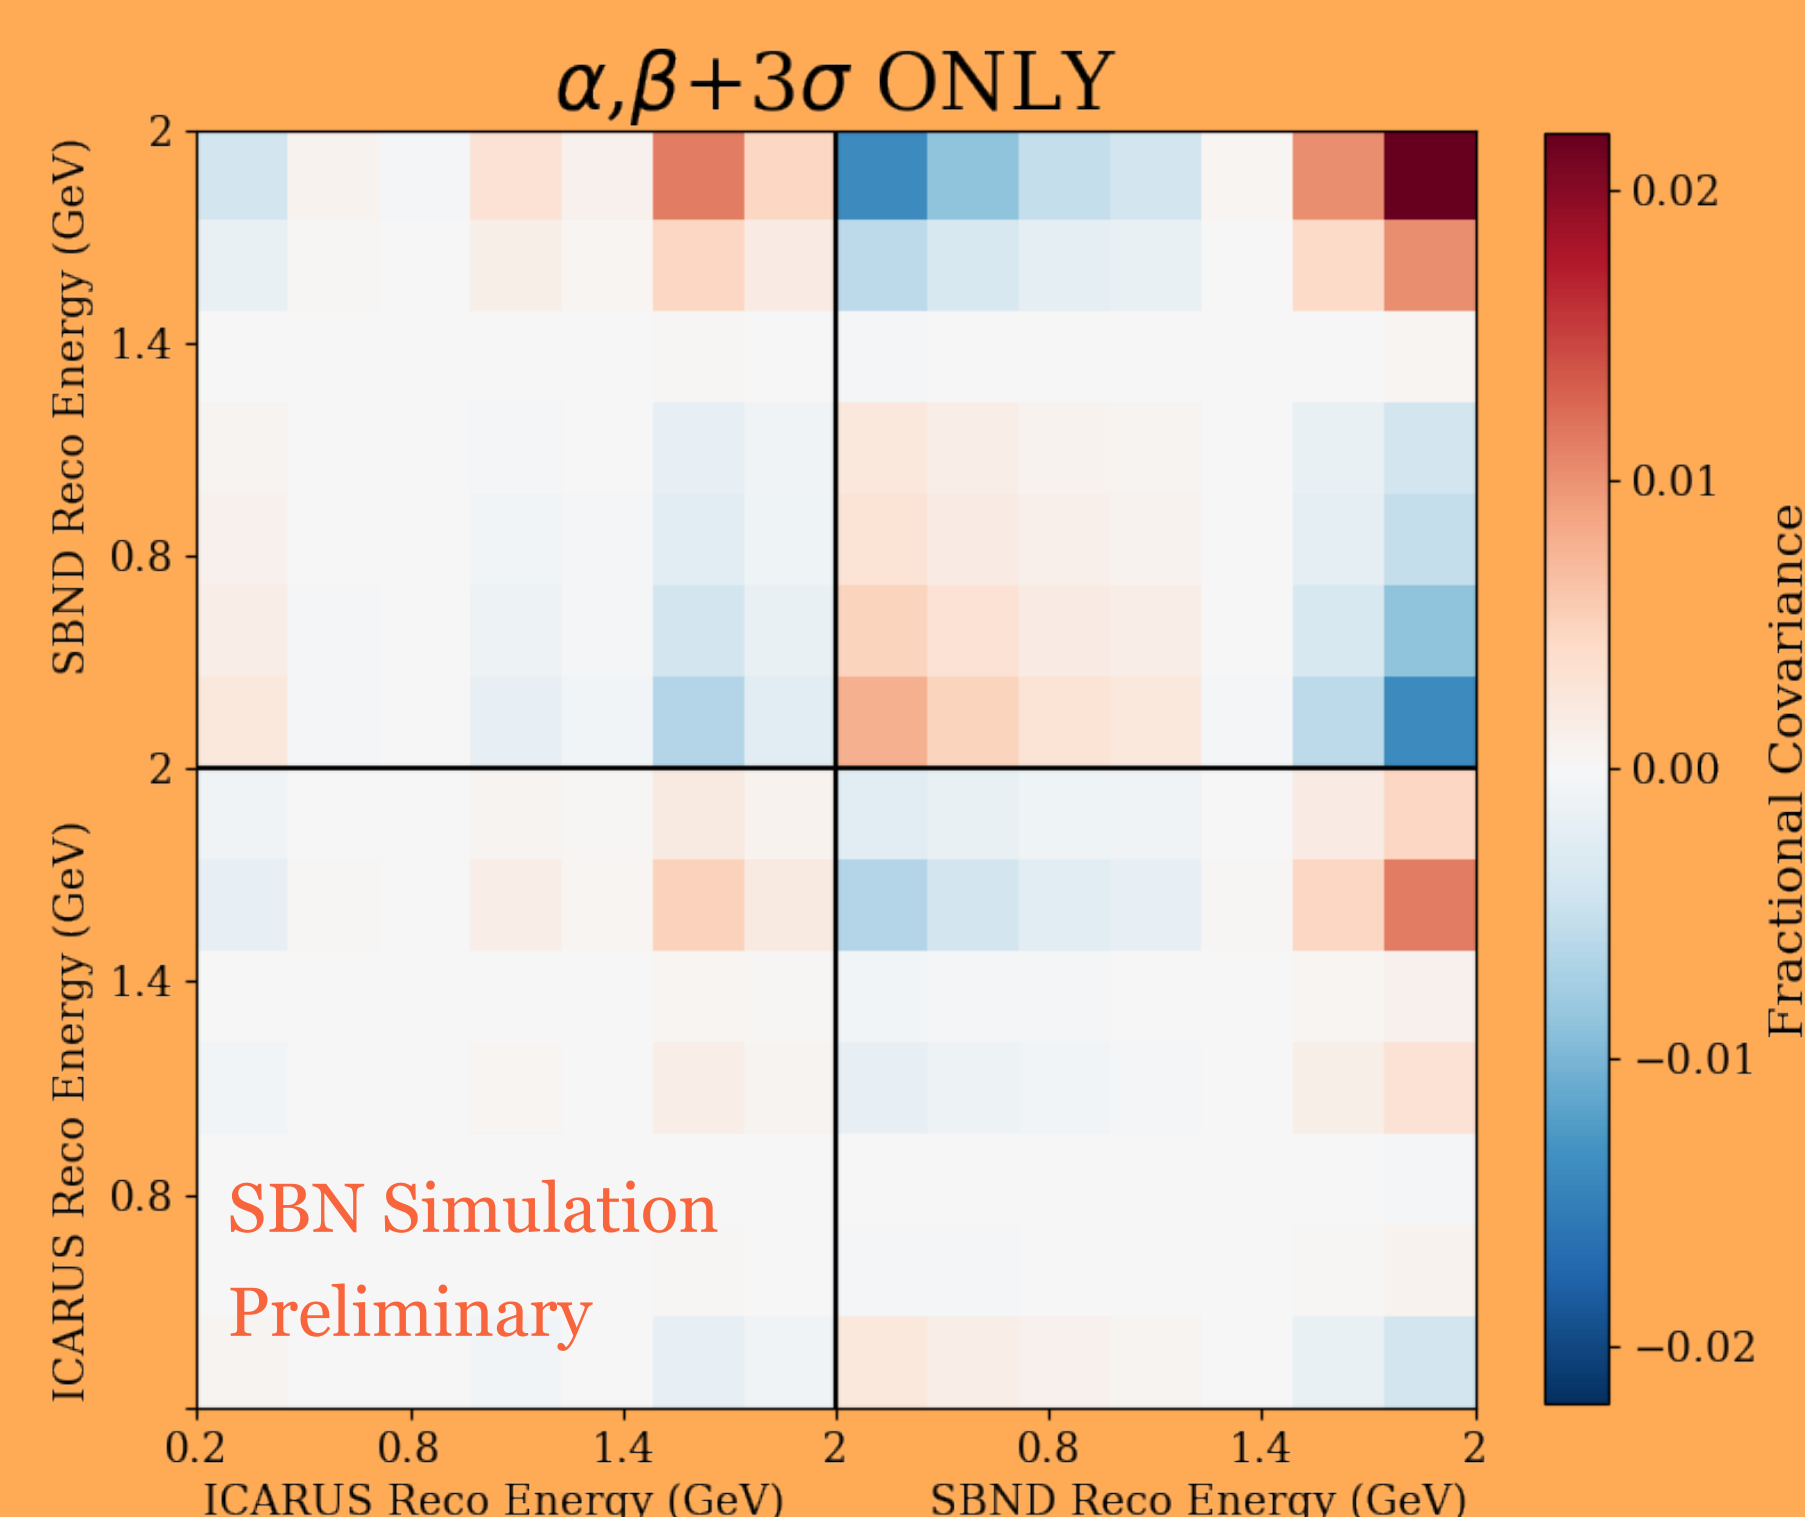 α,β+3σ ONLY
SBND Reco Energy (GeV)
2
1.4
0.8
2
ICARUS Reco Energy (GeV)
1.4
0.8
SBN Simulation
Preliminary
0.2 0.8 1.4 2 0.8 1.4 2
ICARUS Reco Energy (GeV) SBND Reco Energy (GeV)
0.02
0.01
0.00
−0.01
−0.02
Fractional Covariance